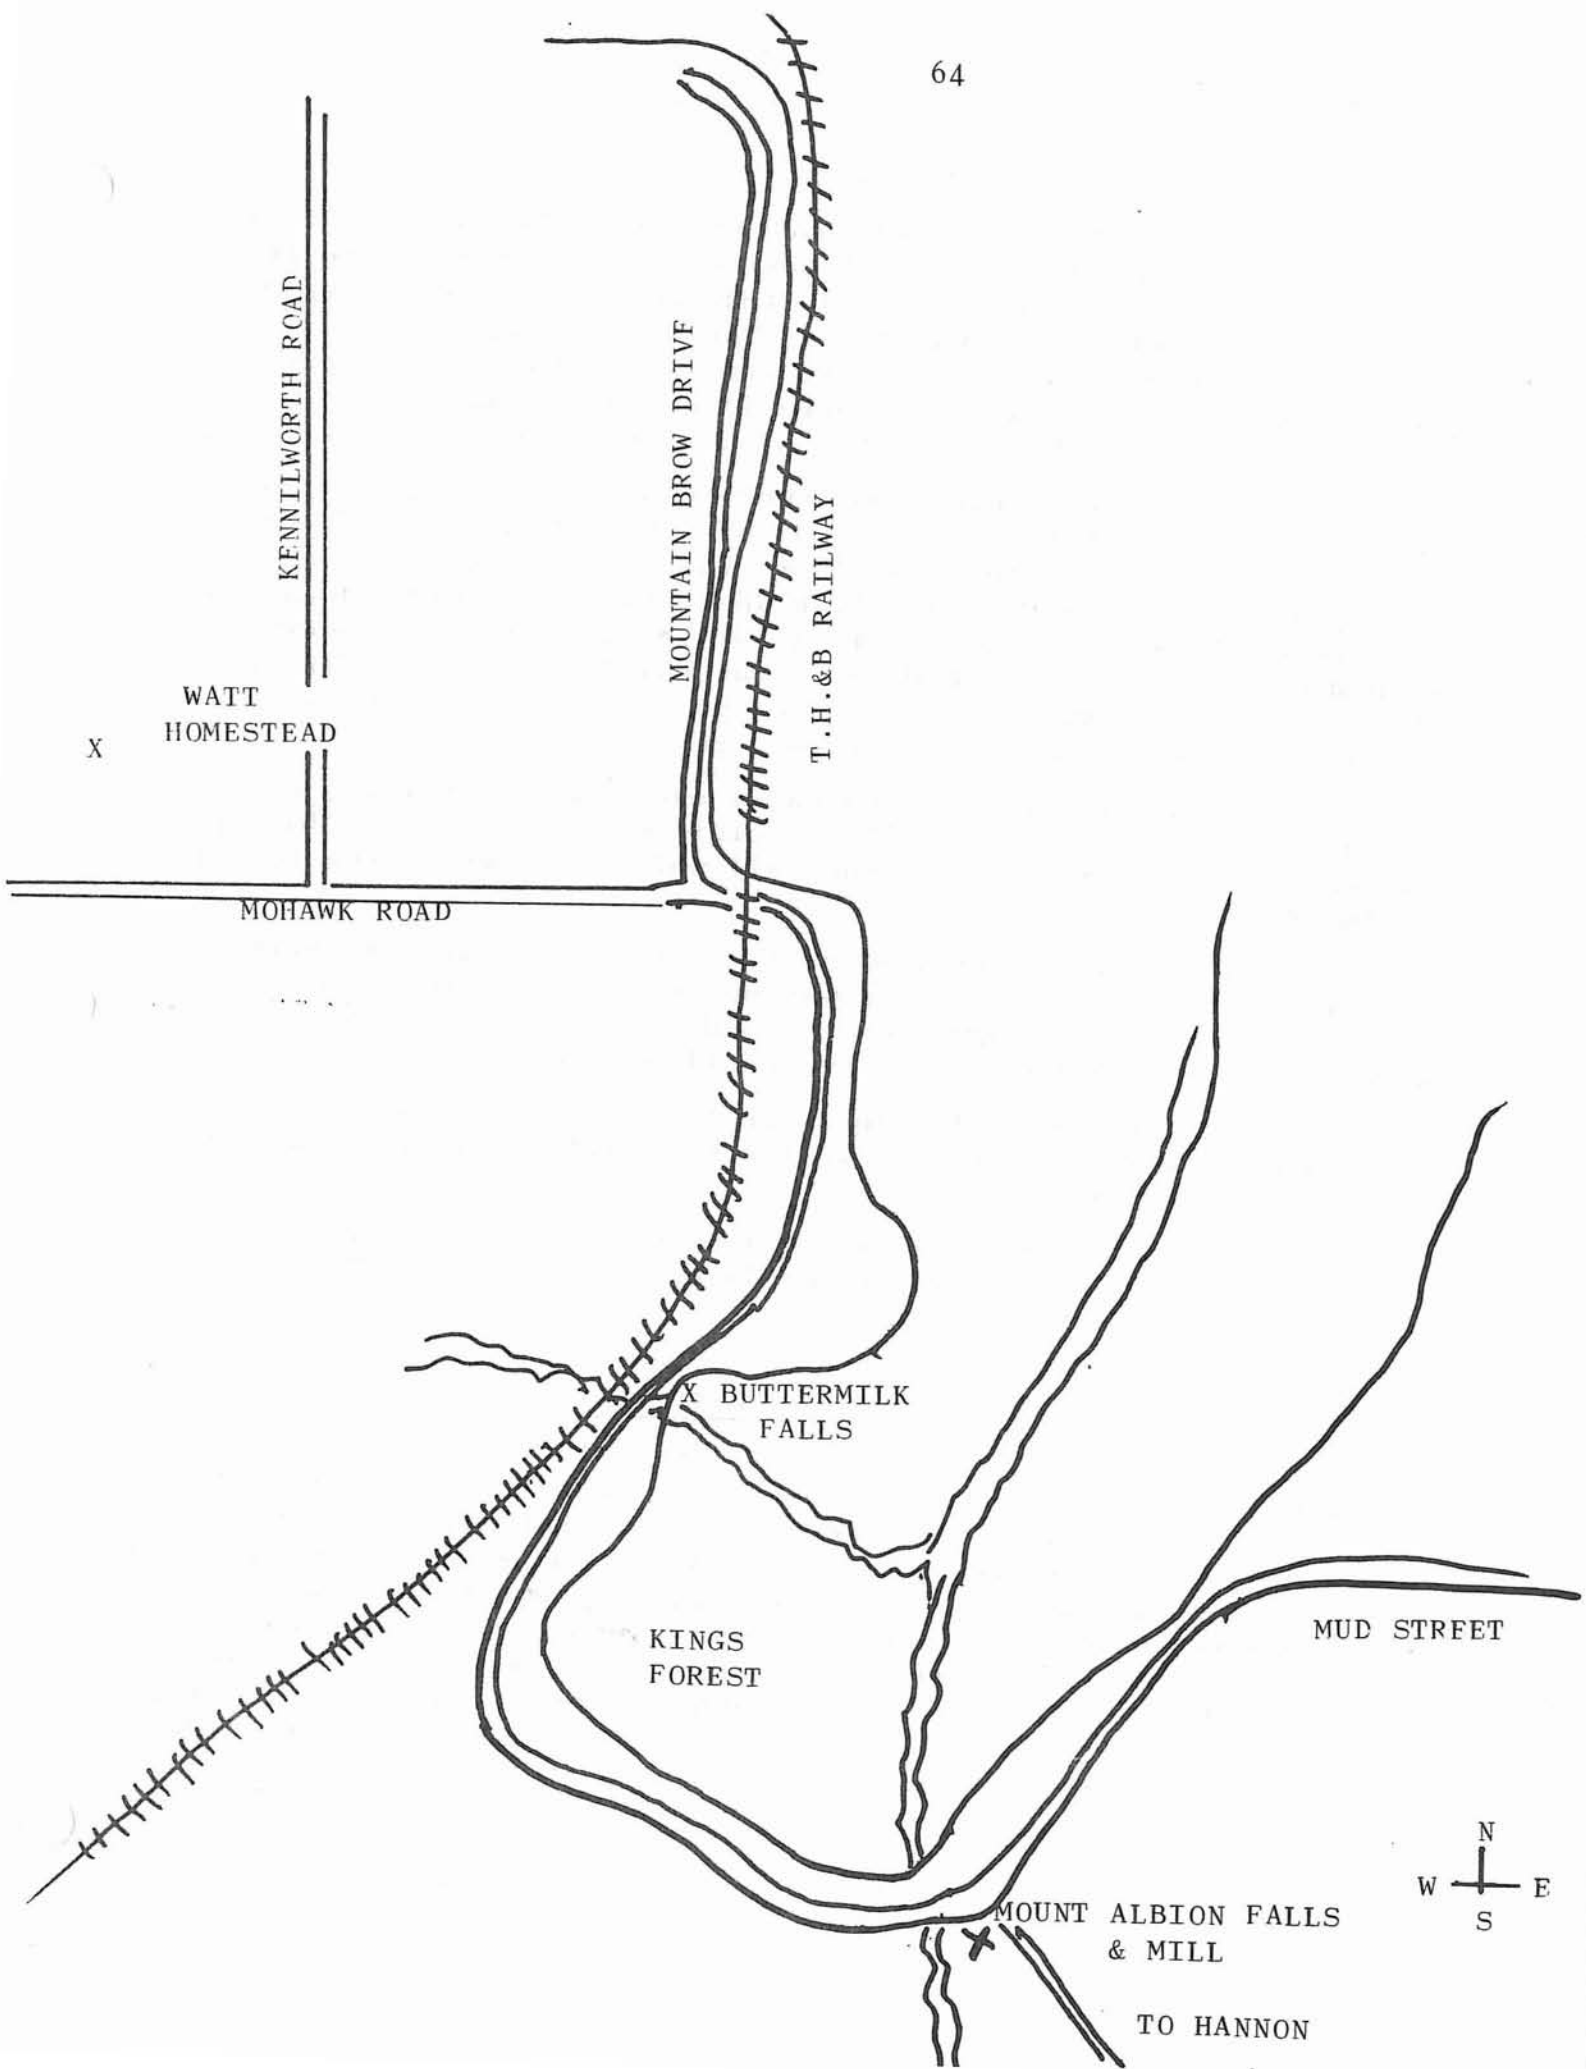 64
KENNILWORTH ROAD
MOUNTAIN BROW DRIVF
T.H.&B RAILWAY
WATT
HOMESTEAD
X
MOHAWK ROAD
X BUTTERMILK
FALLS
KINGS
FOREST
MUD STRFET
N
W E
S
MOUNT ALBION FALLS
& MILL
TO HANNON